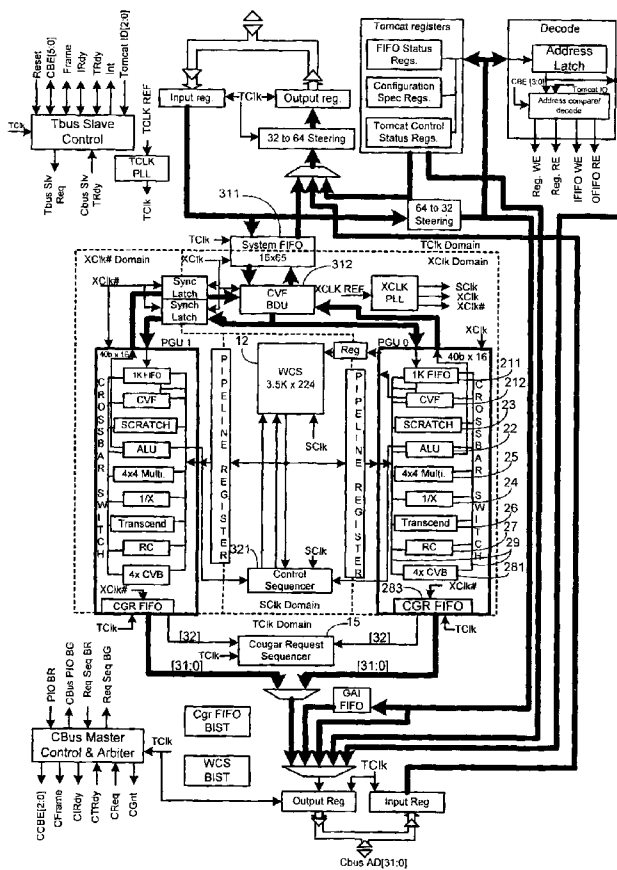 Reset
CBE[5:0]
Frame
IRdy
TRdy
Int
Tomcat ID[2:0]
TClk
Tbus Slave
Control
Tbus Slv
Req
Cbus Slv
TRdy
TCLK REF
TCLK
PLL
TClk
Input reg.
TClk
Output reg.
32 to 64 Steering
Tomcat registers
FIFO Status
Regs.
Configuration
Spec Regs.
Tomcat Control
Status Regs.
Decode
Address
Latch
CBE [3:0]
Tomcat IO
Address compare/
decode
Reg. WE
Reg. RE
IFIFO WE
OFIFO RE
64 to 32
Steering
311
TClk
System FIFO
16x65
TClk Domain
XClk# Domain
XClk
XClk Domain
312
XClk#
Sync
Latch
Synch
Latch
CVF
BDU
XCLK REF
XCLK
PLL
SClk
XClk
XClk#
XClk
PGU 1
40b x 16
CROSSBAR SWITCH
1K FIFO
CVF
SCRATCH
ALU
4x4 Multi.
1/X
Transcend
RC
4x CVB
XClk#
CGR FIFO
TClk
PIPELINE REGISTER
12
WCS
3.5K x 224
Reg
SClk
PIPELINE REGISTER
321
SClk
Control
Sequencer
SClk Domain
PGU 0
40b x 16
CROSSBAR SWITCH
1K FIFO
CVF
SCRATCH
ALU
4x4 Multi.
1/X
Transcend
RC
4x CVB
XClk#
283
CGR FIFO
TClk
211
212
23
22
25
24
26
27
29
281
TClk Domain
15
[32]
TClk
Cougar Request
Sequencer
[32]
[31:0]
[31:0]
GAI
FIFO
PIO BR
CBus PIO BG
Req Seq BR
Req Seq BG
CBus Master
Control & Arbiter
TClk
CCBE[2:0]
CFrame
CIRdy
CTRdy
CReq
CGnt
Cgr FIFO
BIST
WCS
BIST
TClk
Output Reg
Input Reg
Cbus AD[31:0]